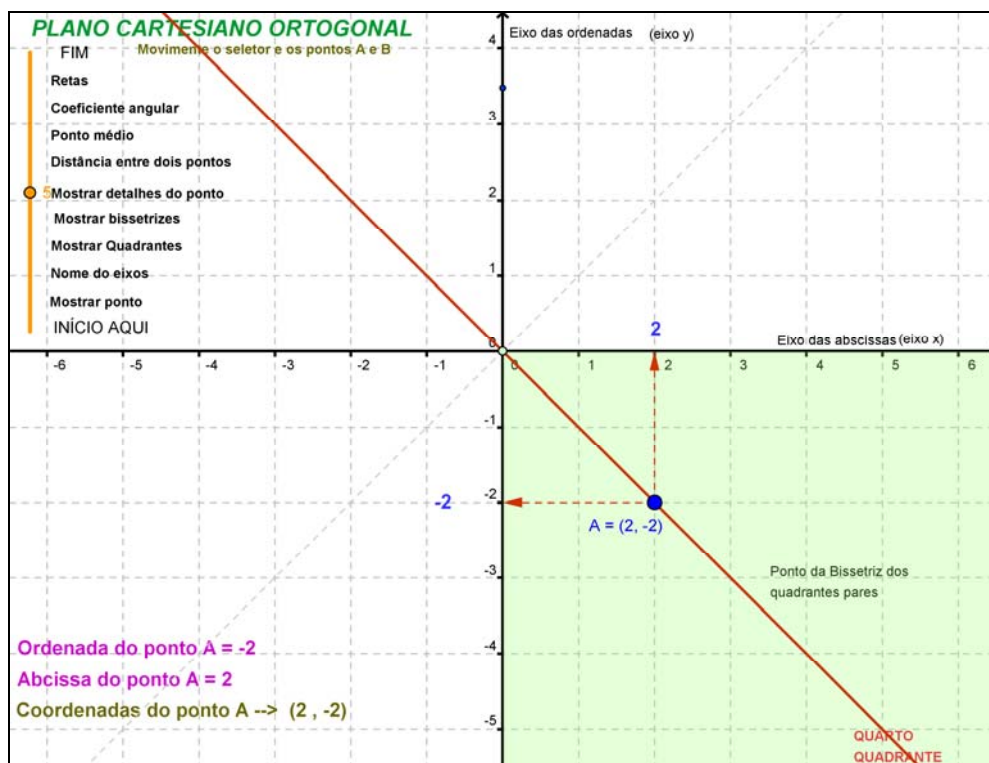 PLANO CARTESIANO ORTOGONAL
Movimente o seletor e os pontos A e B
FIM
Retas
Coeficiente angular
Ponto médio
Distância entre dois pontos
5
Mostrar detalhes do ponto
Mostrar bissetrizes
Mostrar Quadrantes
Nome do eixos
Mostrar ponto
INÍCIO AQUI
Eixo das ordenadas (eixo y)
4
3
2
1
0
-1
-2
-3
-4
-5
2
Eixo das abscissas (eixo x)
-6 -5 -4 -3 -2 -1 0 1 2 3 4 5 6
-2
A = (2, -2)
Ponto da Bissetriz dos
quadrantes pares
Ordenada do ponto A = -2
Abcissa do ponto A = 2
Coordenadas do ponto A --> (2 , -2)
QUARTO
QUADRANTE